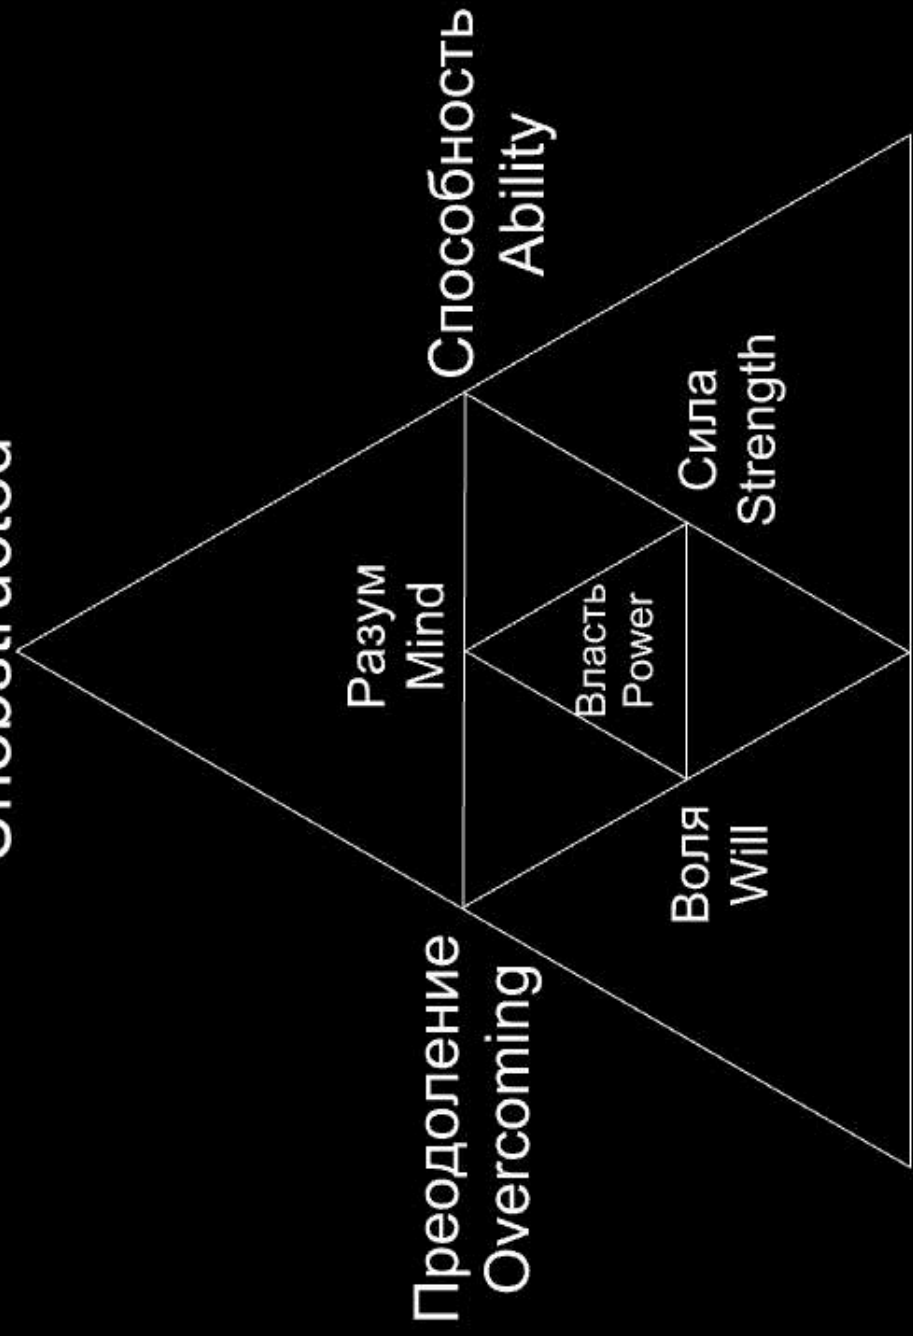 Разум
Mind
Преодоление
Overcoming
Способность
Ability
Власть
Power
Воля
Will
Сила
Strength